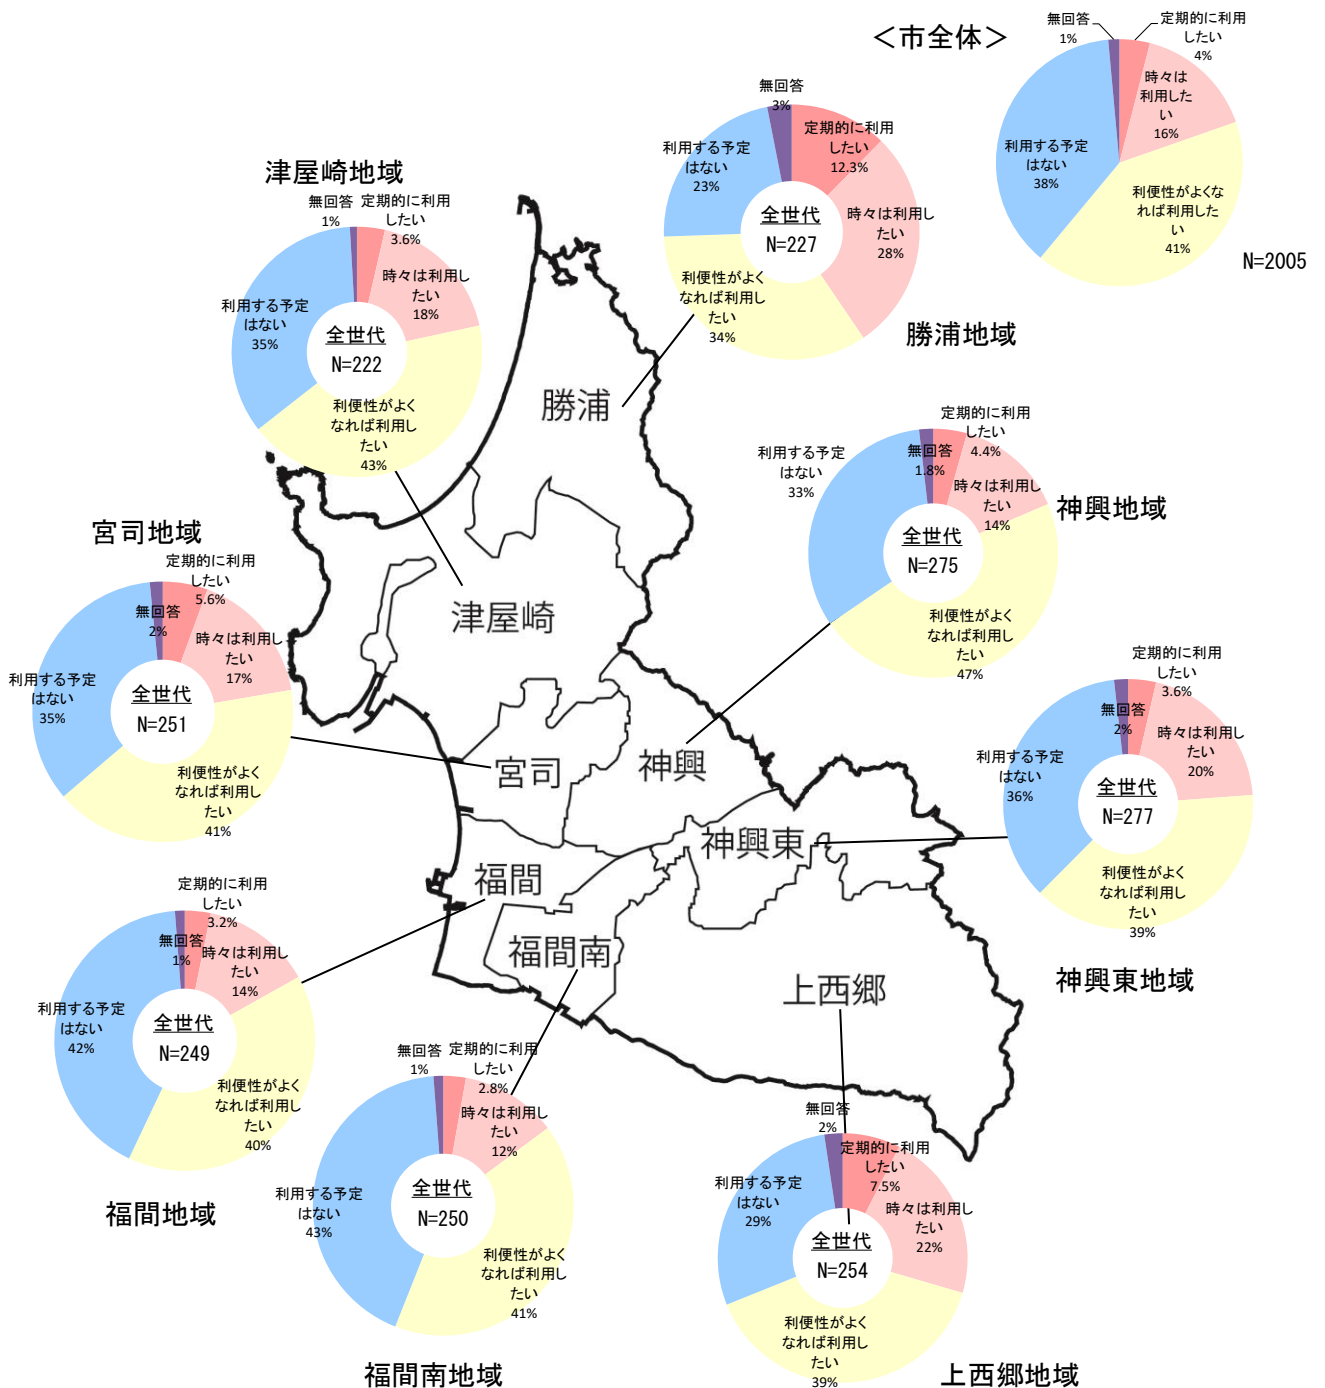 ＜市全体＞
無回答
1%
定期的に利用
したい
4%
時々は
利用した
い
16%
利便性がよくな
れば利用した
い
41%
利用する予定
はない
38%
N=2005
無回答
3%
定期的に利用
したい
12.3%
時々は利用し
たい
28%
利便性がよく
なれば利用し
たい
34%
利用する予定
はない
23%
全世代
N=227
勝浦地域
津屋崎地域
無回答
1%
定期的に利用
したい
3.6%
時々は利用し
たい
18%
利便性がよく
なれば利用し
たい
43%
利用する予定
はない
35%
全世代
N=222
神興地域
無回答
1.8%
定期的に利用
したい
4.4%
時々は利用し
たい
14%
利便性がよく
なれば利用し
たい
47%
利用する予定
はない
33%
全世代
N=275
宮司地域
無回答
2%
定期的に利用
したい
5.6%
時々は利用し
たい
17%
利便性がよく
なれば利用し
たい
41%
利用する予定
はない
35%
全世代
N=251
勝浦
津屋崎
宮司
神興
神興東
福間
福間南
上西郷
無回答
2%
定期的に利用
したい
3.6%
時々は利用し
たい
20%
利便性がよく
なれば利用し
たい
39%
利用する予定
はない
36%
全世代
N=277
神興東地域
無回答
1%
定期的に利用
したい
3.2%
時々は利用し
たい
14%
利便性がよく
なれば利用し
たい
40%
利用する予定
はない
42%
全世代
N=249
福間地域
無回答
1%
定期的に利用
したい
2.8%
時々は利用し
たい
12%
利便性がよく
なれば利用し
たい
41%
利用する予定
はない
43%
全世代
N=250
福間南地域
無回答
2%
定期的に利用
したい
7.5%
時々は利用し
たい
22%
利便性がよく
なれば利用し
たい
39%
利用する予定
はない
29%
全世代
N=254
上西郷地域